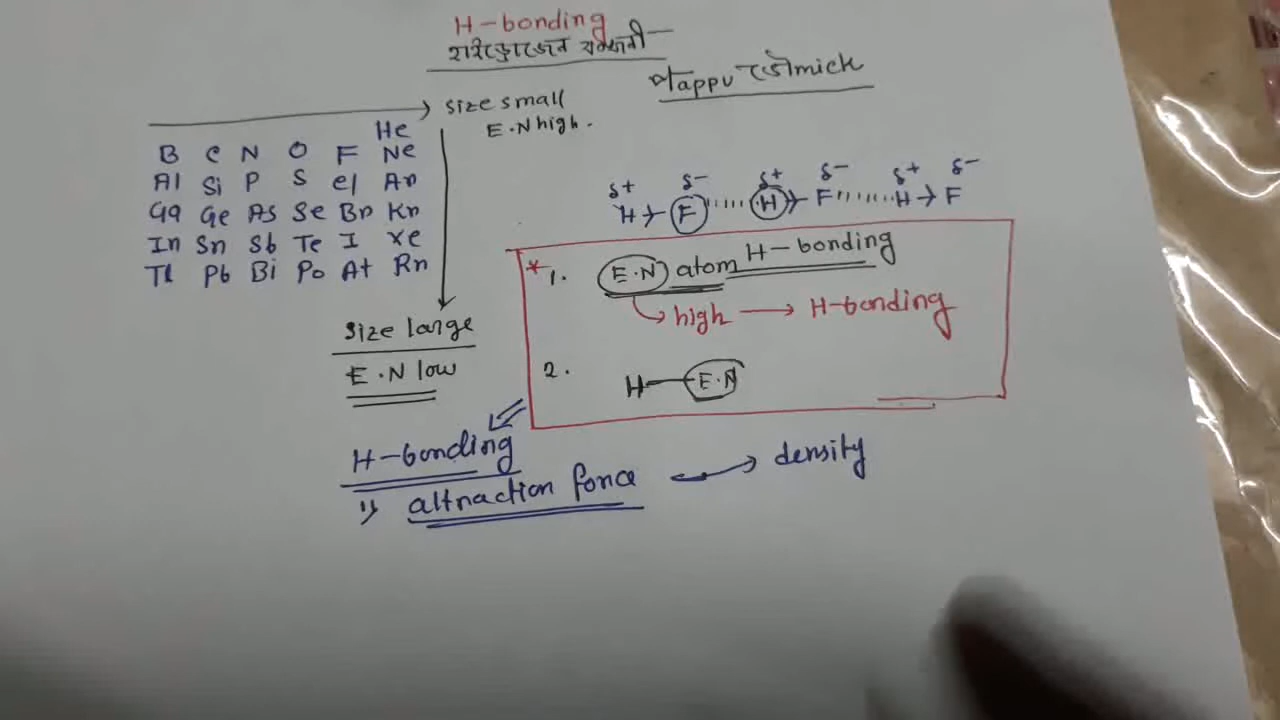 H-bonding
হাইড্রোজেন বন্ধনী
size small
E.N high.
He
B C N O F Ne
Al Si P S Cl Ar
Ga Ge As Se Br Kr
In Sn Sb Te I Xe
Tl Pb Bi Po At Rn
size large
E.N low
δ+ δ- δ+ δ- δ+ δ-
H F H F H F
* 1. E.N atom H-bonding
high H-bonding
2. H E.N
H-bonding
1) attraction force density